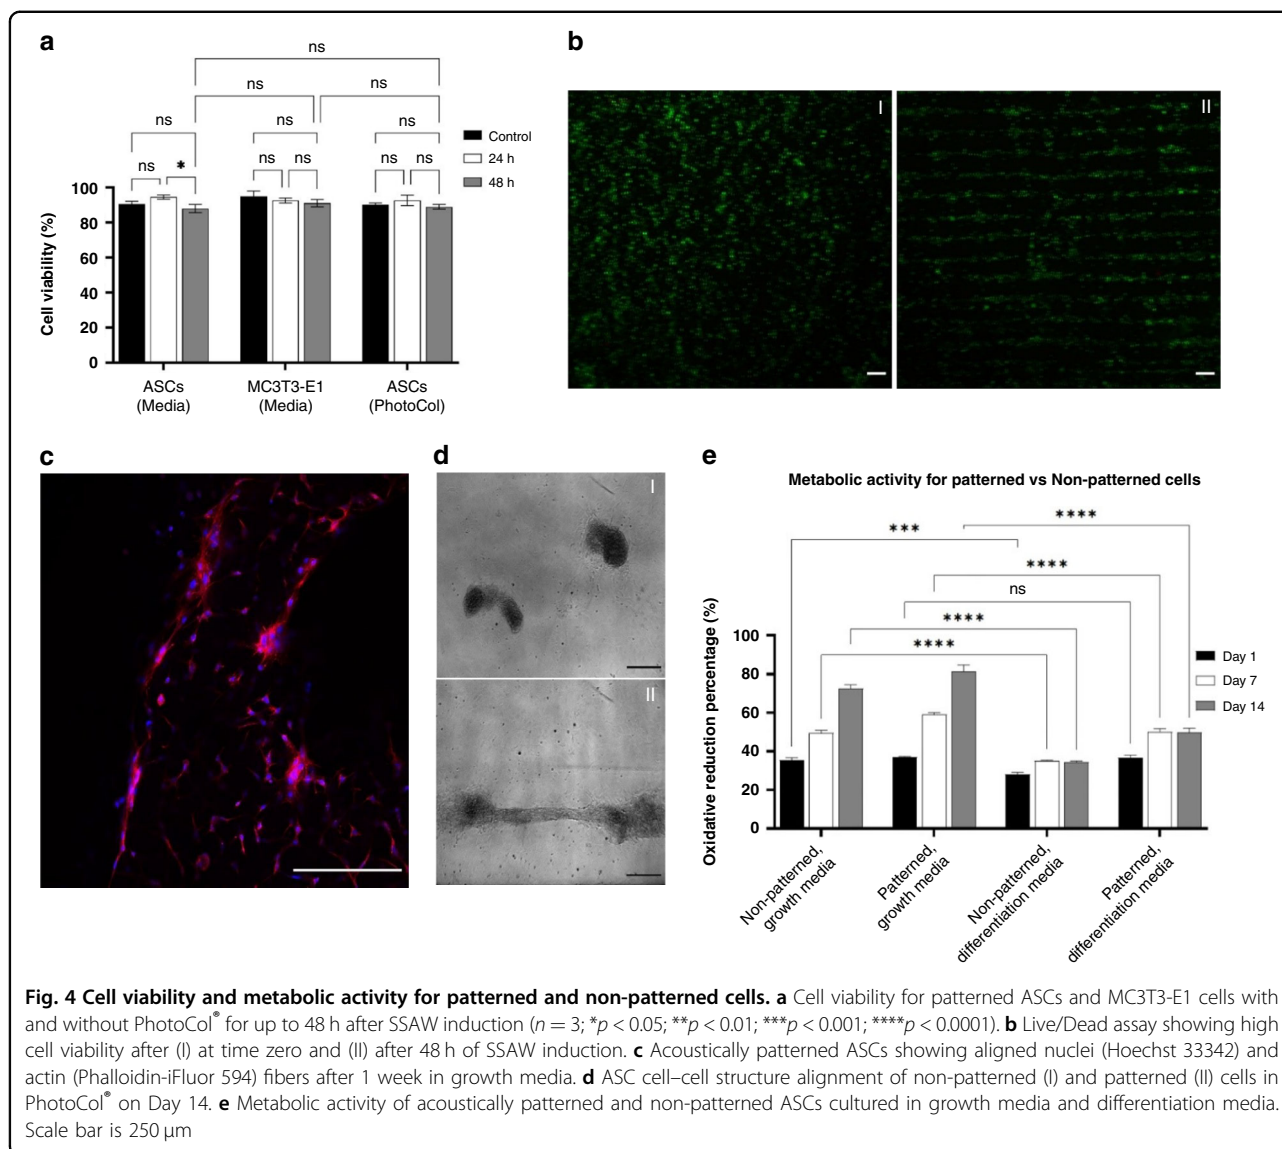 a
ns
ns
ns
ns
ns
ns
ns
*
ns
ns
ns
ns
Control
24 h
48 h
Cell viability (%)
100
80
60
40
20
0
ASCs
(Media)
MC3T3-E1
(Media)
ASCs
(PhotoCol)
b
I
II
c
d
I
II
e
Metabolic activity for patterned vs Non-patterned cells
****
***
****
ns
****
****
Day 1
Day 7
Day 14
Oxidative reduction percentage (%)
100
80
60
40
20
0
Non-patterned,
growth media
Patterned,
growth media
Non-patterned,
differentiation media
Patterned,
differentiation media
Fig. 4 Cell viability and metabolic activity for patterned and non-patterned cells. a Cell viability for patterned ASCs and MC3T3-E1 cells with
and without PhotoCol® for up to 48 h after SSAW induction (n = 3; *p < 0.05; **p < 0.01; ***p < 0.001; ****p < 0.0001). b Live/Dead assay showing high
cell viability after (I) at time zero and (II) after 48 h of SSAW induction. c Acoustically patterned ASCs showing aligned nuclei (Hoechst 33342) and
actin (Phalloidin-iFluor 594) fibers after 1 week in growth media. d ASC cell–cell structure alignment of non-patterned (I) and patterned (II) cells in
PhotoCol® on Day 14. e Metabolic activity of acoustically patterned and non-patterned ASCs cultured in growth media and differentiation media.
Scale bar is 250 μm